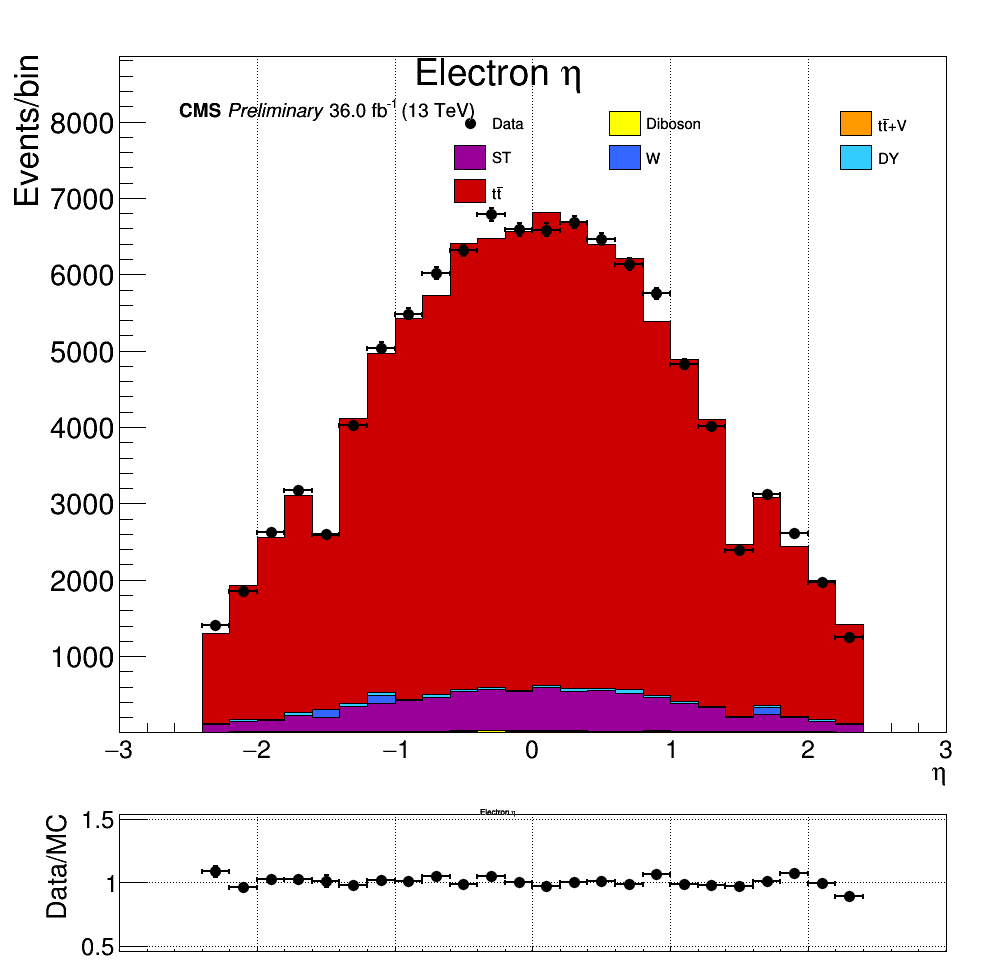 Electron η
CMS Preliminary 36.0 fb-1 (13 TeV)
Data
Diboson
tt̄+V
ST
W
DY
tt̄
Events/bin
8000
7000
6000
5000
4000
3000
2000
1000
−3 −2 −1 0 1 2 3
η
Electron η
Data/MC
1.5
1
0.5